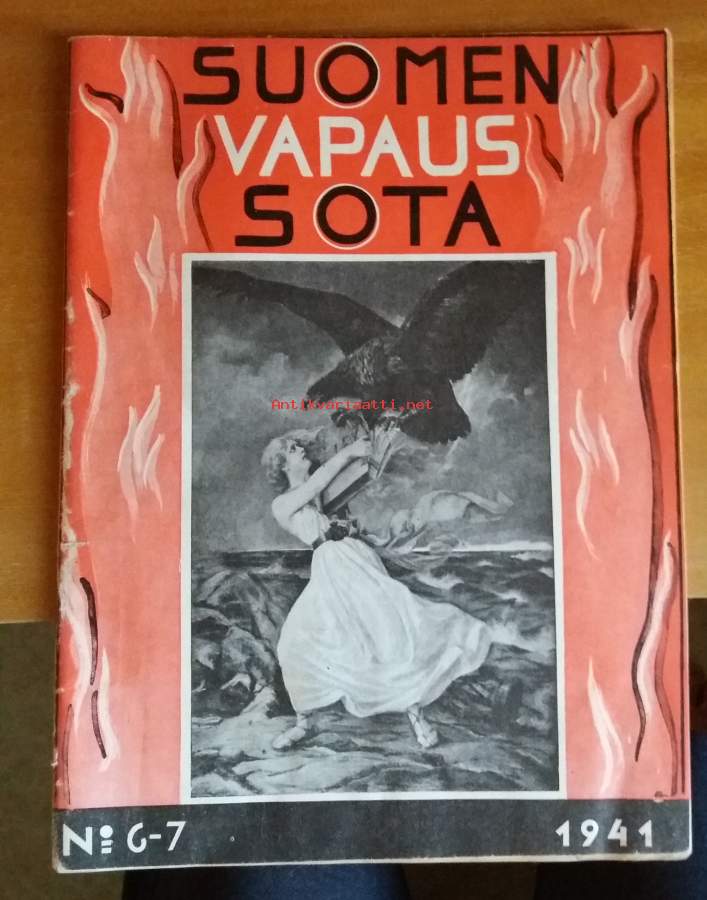 SUOMEN
VAPAUS
SOTA
Antikvariaatti.net
Nº 6-7 1941